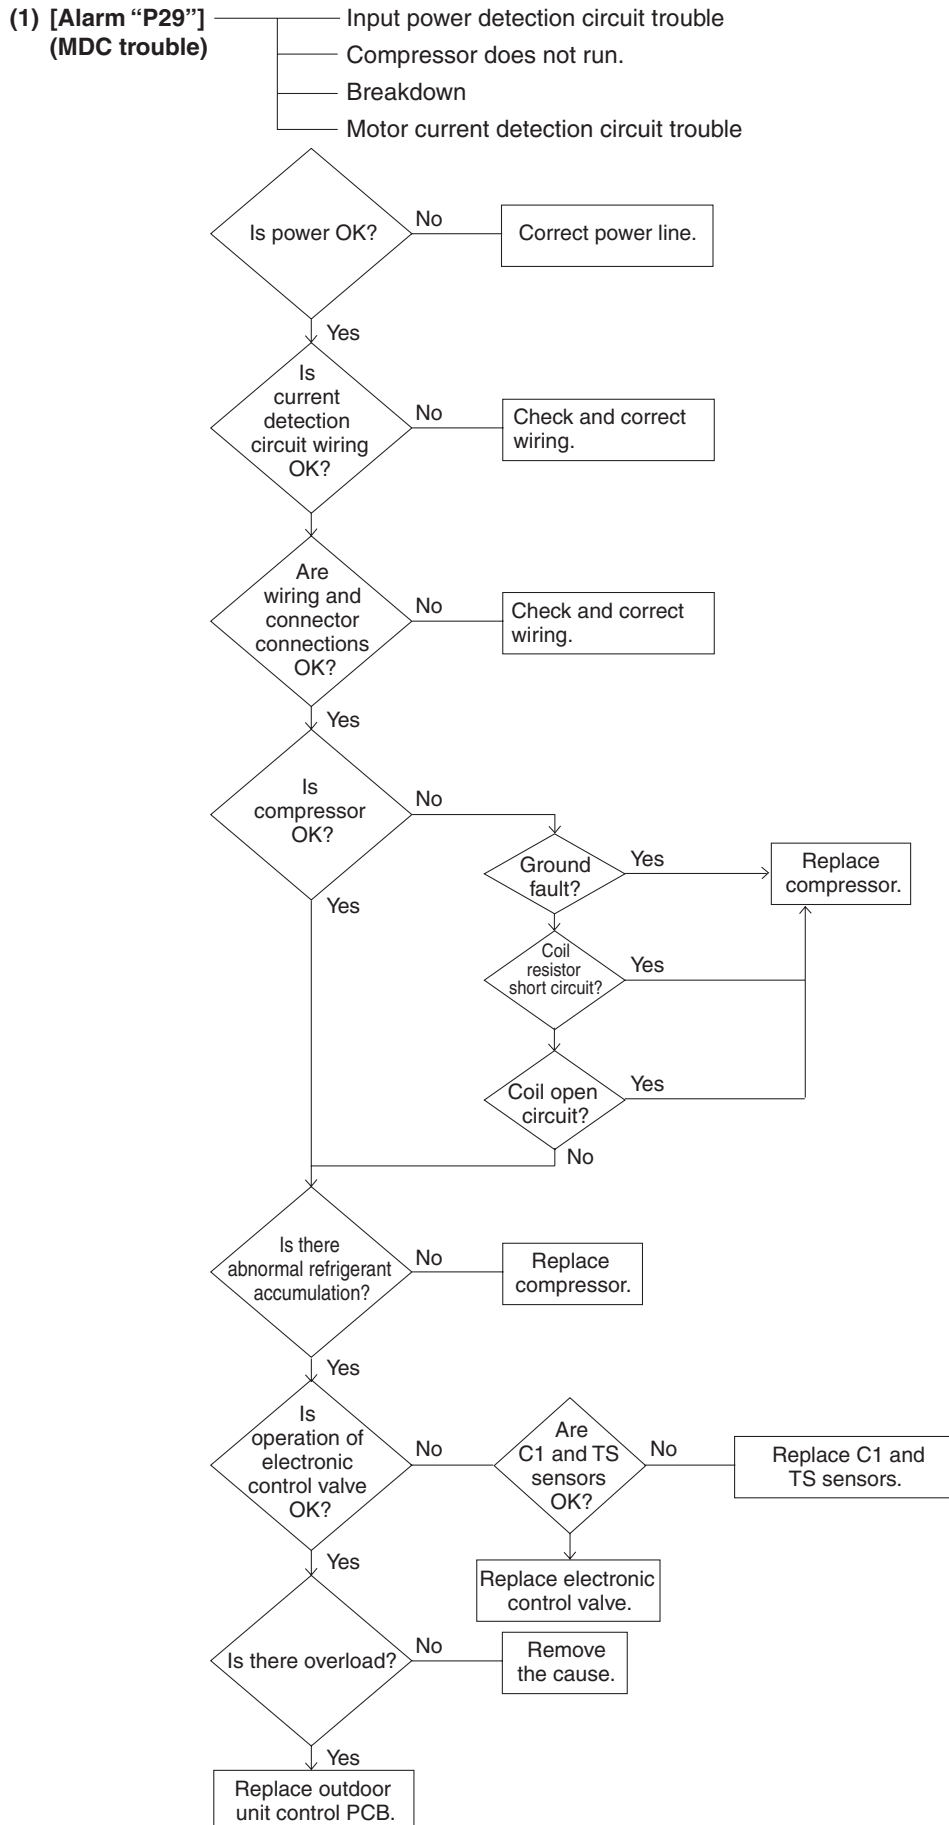 (1) [Alarm “P29”]
(MDC trouble)
Input power detection circuit trouble
Compressor does not run.
Breakdown
Motor current detection circuit trouble
Is power OK?
No
Correct power line.
Yes
Is
current
detection
circuit wiring
OK?
No
Check and correct
wiring.
Are
wiring and
connector
connections
OK?
No
Check and correct
wiring.
Yes
Is
compressor
OK?
No
Yes
Ground
fault?
Yes
Replace
compressor.
Coil
resistor
short circuit?
Yes
Coil open
circuit?
Yes
No
Is there
abnormal refrigerant
accumulation?
No
Replace
compressor.
Yes
Is
operation of
electronic
control valve
OK?
No
Are
C1 and TS
sensors
OK?
No
Replace C1 and
TS sensors.
Yes
Replace electronic
control valve.
Is there overload?
No
Remove
the cause.
Yes
Replace outdoor
unit control PCB.